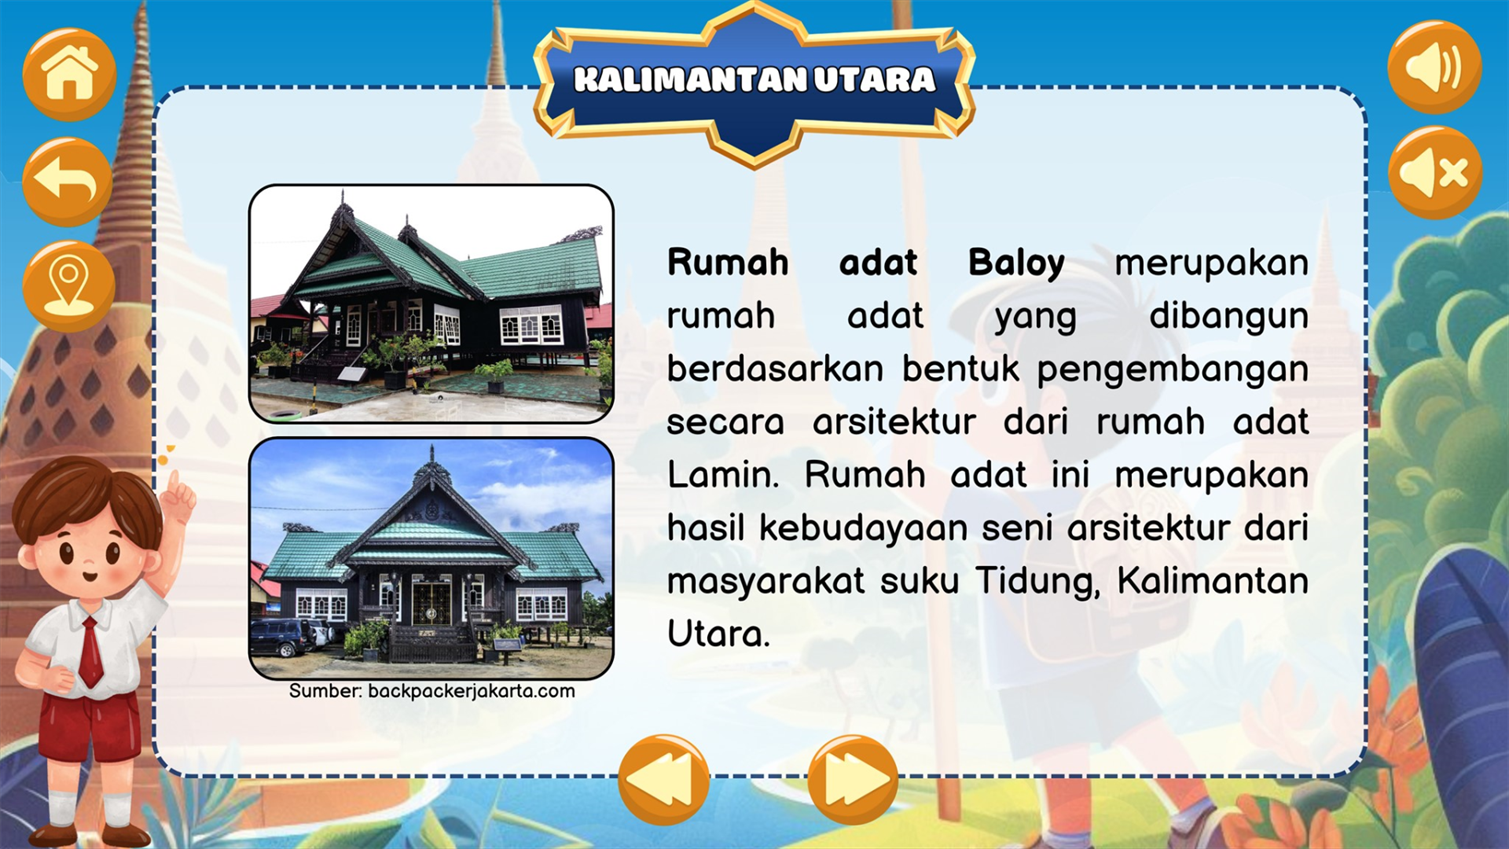 KALIMANTAN UTARA
Rumah adat Baloy merupakan
rumah adat yang dibangun
berdasarkan bentuk pengembangan
secara arsitektur dari rumah adat
Lamin. Rumah adat ini merupakan
hasil kebudayaan seni arsitektur dari
masyarakat suku Tidung, Kalimantan
Utara.
Sumber: backpackerjakarta.com